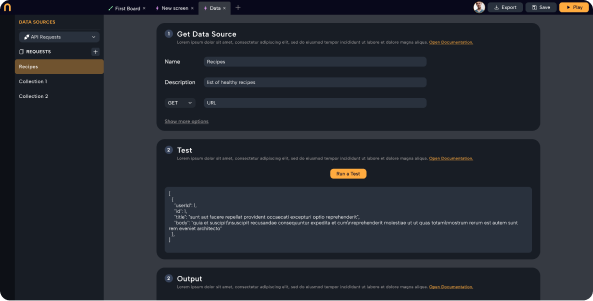 First Board
New screen
Data
Export
Save
Play
DATA SOURCES
API Requests
REQUESTS
Recipes
Collection 1
Collection 2
1 Get Data Source
Lorem ipsum dolor sit amet, consectetur adipiscing elit, sed do eiusmod tempor incididunt ut labore et dolore magna aliqua. Open Documentation.
Name
Recipes
Description
list of healthy recipes
GET
URL
Show more options
2 Test
Lorem ipsum dolor sit amet, consectetur adipiscing elit, sed do eiusmod tempor incididunt ut labore et dolore magna aliqua. Open Documentation.
Run a Test
[
{
"userId": 1,
"id": 1,
"title": "sunt aut facere repellat provident occaecati excepturi optio reprehenderit",
"body": "quia et suscipit\nsuscipit recusandae consequuntur expedita et cum\nreprehenderit molestiae ut ut quas totam\nnostrum rerum est autem sunt
rem eveniet architecto"
},
]
2 Output
Lorem ipsum dolor sit amet, consectetur adipiscing elit, sed do eiusmod tempor incididunt ut labore et dolore magna aliqua. Open Documentation.